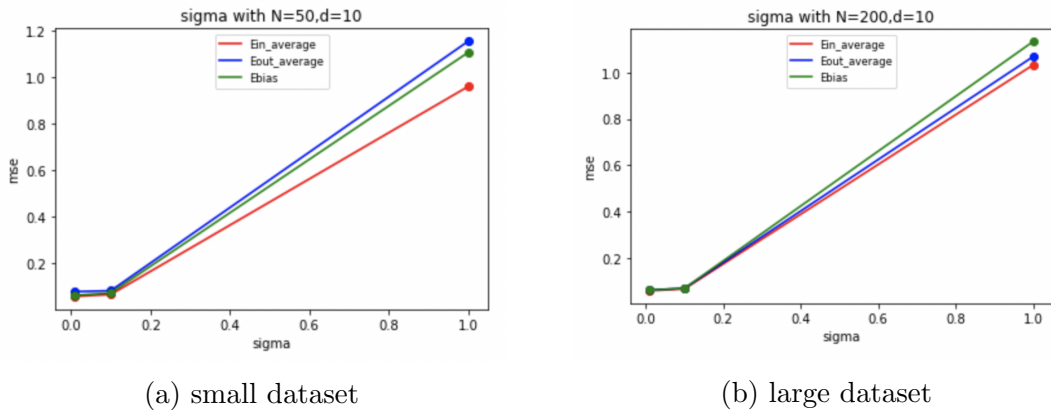 sigma with N=50,d=10
1.2
1.0
0.8
0.6
0.4
0.2
mse
Ein_average
Eout_average
Ebias
0.0 0.2 0.4 0.6 0.8 1.0
sigma
(a) small dataset
sigma with N=200,d=10
1.0
0.8
0.6
0.4
0.2
mse
Ein_average
Eout_average
Ebias
0.0 0.2 0.4 0.6 0.8 1.0
sigma
(b) large dataset